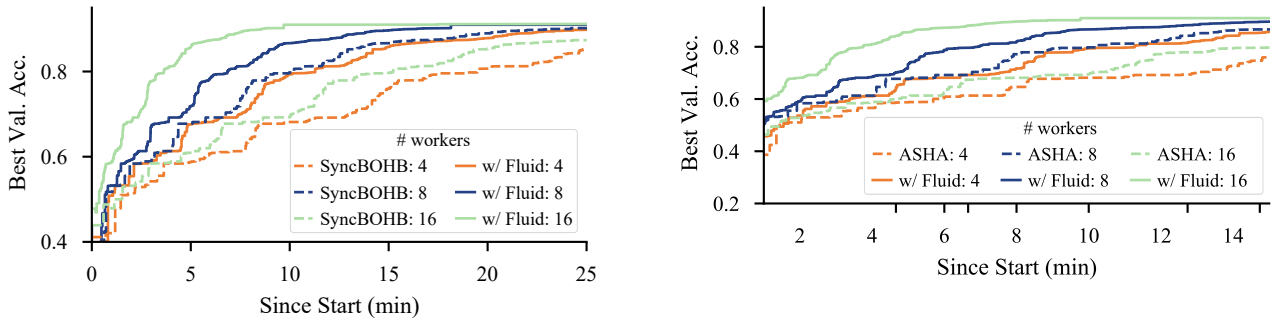 Best Val. Acc.
0.8
0.6
0.4
# workers
SyncBOHB: 4 w/ Fluid: 4
SyncBOHB: 8 w/ Fluid: 8
SyncBOHB: 16 w/ Fluid: 16
0 5 10 15 20 25
Since Start (min)
Best Val. Acc.
0.8
0.6
0.4
0.2
# workers
ASHA: 4 ASHA: 8 ASHA: 16
w/ Fluid: 4 w/ Fluid: 8 w/ Fluid: 16
2 4 6 8 10 12 14
Since Start (min)